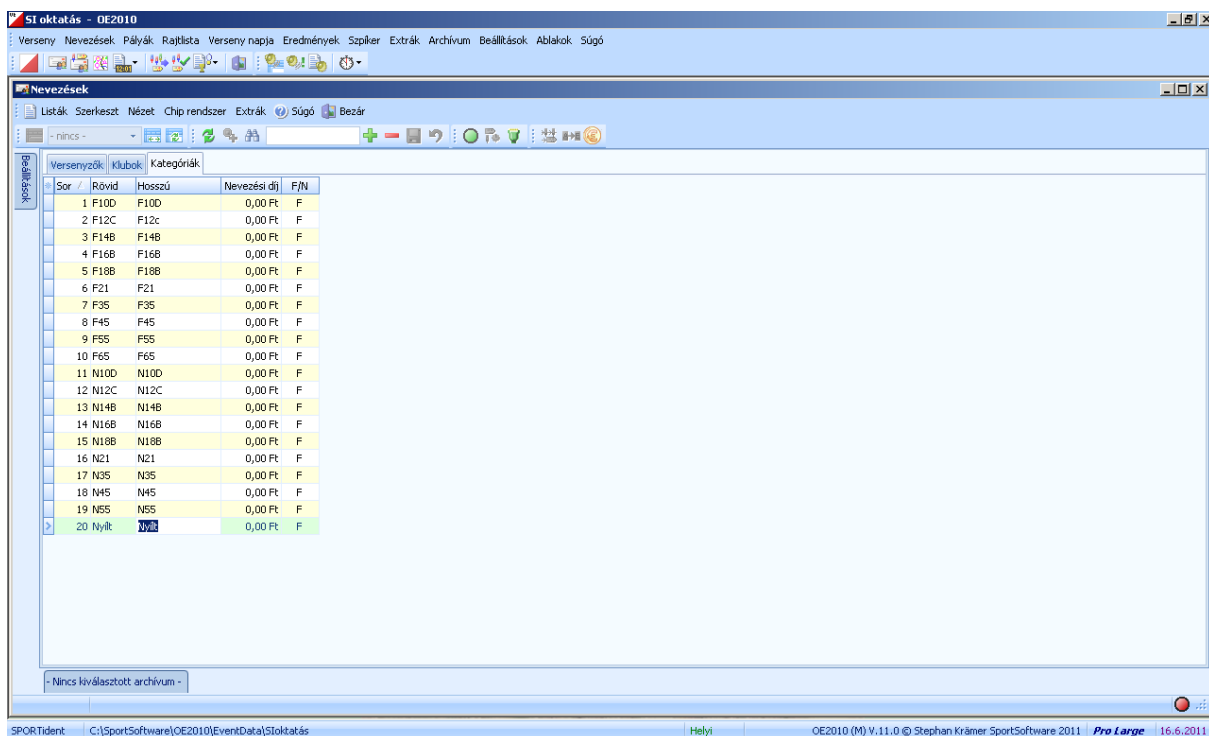 SI oktatás - OE2010
Verseny Nevezések Pályák Rajtlista Verseny napja Eredmények Szpíker Extrák Archívum Beállítások Ablakok Súgó
Nevezések
Listák Szerkeszt Nézet Chip rendszer Extrák Súgó Bezár
- nincs -
Beállítások
Versenyzők Klubok Kategóriák
Sor Rövid Hosszú Nevezési díj F/N
1 F10D F10D 0,00 Ft F
2 F12C F12c 0,00 Ft F
3 F14B F14B 0,00 Ft F
4 F16B F16B 0,00 Ft F
5 F18B F18B 0,00 Ft F
6 F21 F21 0,00 Ft F
7 F35 F35 0,00 Ft F
8 F45 F45 0,00 Ft F
9 F55 F55 0,00 Ft F
10 F65 F65 0,00 Ft F
11 N10D N10D 0,00 Ft F
12 N12C N12C 0,00 Ft F
13 N14B N14B 0,00 Ft F
14 N16B N16B 0,00 Ft F
15 N18B N18B 0,00 Ft F
16 N21 N21 0,00 Ft F
17 N35 N35 0,00 Ft F
18 N45 N45 0,00 Ft F
19 N55 N55 0,00 Ft F
20 Nyílt Nyílt 0,00 Ft F
- Nincs kiválasztott archívum -
SPORTident C:\SportSoftware\OE2010\EventData\SIoktatás Helyi OE2010 (M) V.11.0 © Stephan Krämer SportSoftware 2011 Pro Large 16.6.2011